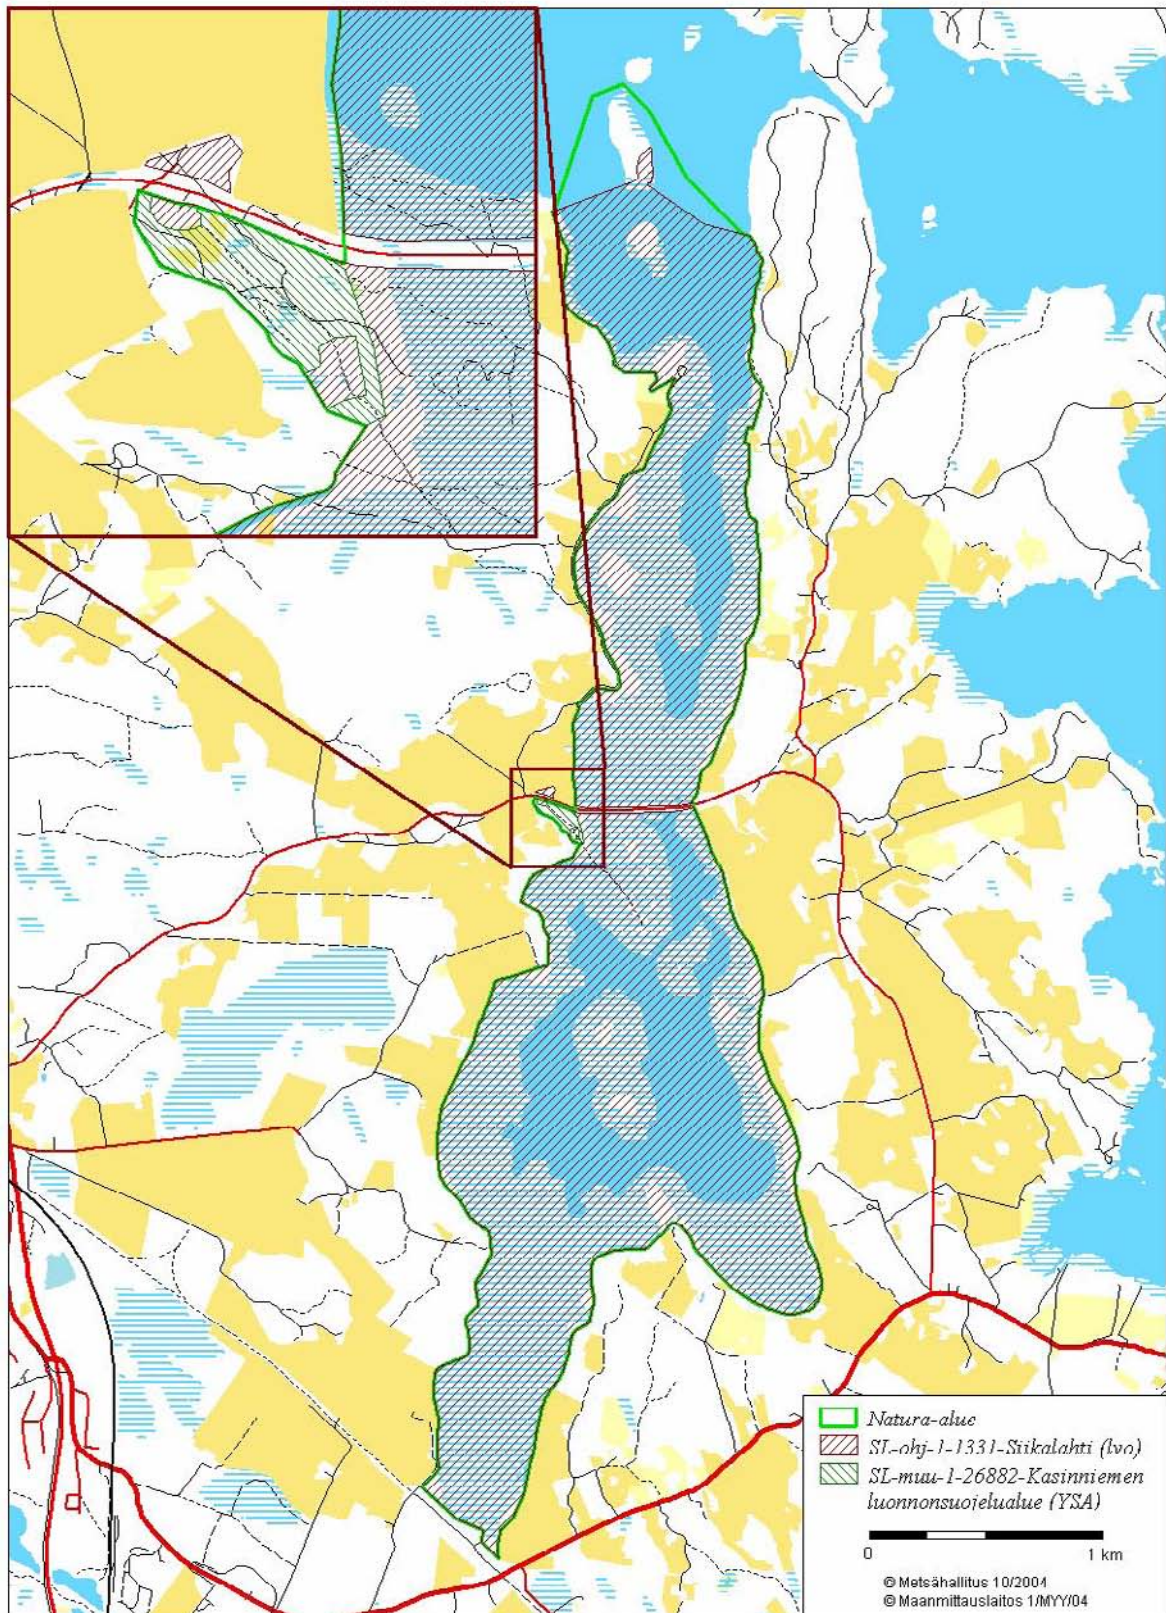 Natura-alue
SL-ohj-1-1331-Siikalahti (lvo)
SL-muu-1-26882-Kasinniemen
luonnonsuojelualue (YSA)
0 1 km
© Metsähallitus 10/2004
© Maanmittauslaitos 1/MYY/04